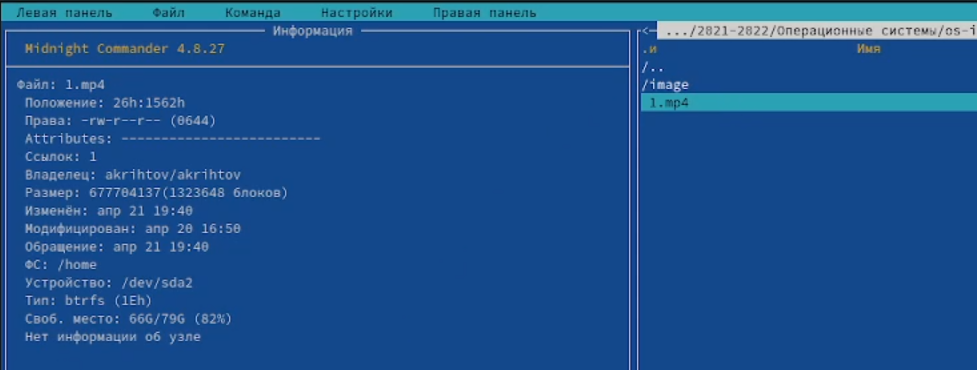 Левая панель Файл Команда Настройки Правая панель
Информация
Midnight Commander 4.8.27
Файл: 1.mp4
Положение: 26h:1562h
Права: -rw-r--r-- (0644)
Attributes: -------------------------
Ссылок: 1
Владелец: akrihtov/akrihtov
Размер: 677704137(1323648 блоков)
Изменён: апр 21 19:40
Модифицирован: апр 20 16:50
Обращение: апр 21 19:40
ФС: /home
Устройство: /dev/sda2
Тип: btrfs (1Eh)
Своб. место: 66G/79G (82%)
Нет информации об узле
<— .../2021-2022/Операционные системы/os-i
.и Имя
/..
/image
1.mp4